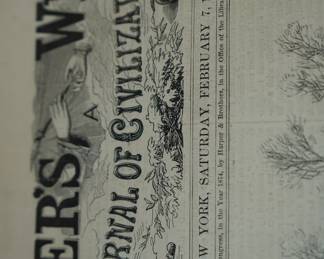 ER'S W
A
RNAL OF CIVILIZAT
W YORK, SATURDAY, FEBRUARY 7,
ongress, in the Year 1874, by Harper & Brothers, in the Office of the Libra